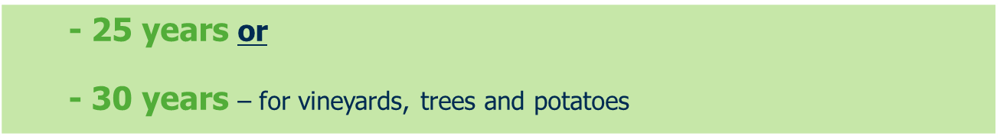 - 25 years or
- 30 years – for vineyards, trees and potatoes